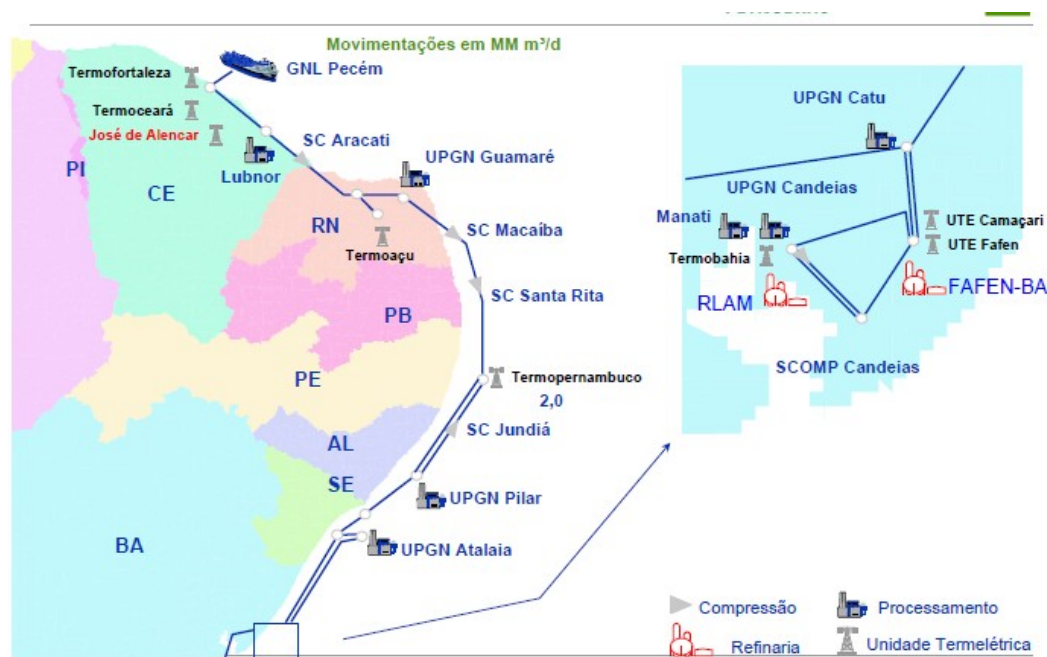 Movimentações em MM m³/d
GNL Pecém
Termofortaleza
Termoceará
José de Alencar
Lubnor
SC Aracati
UPGN Guamaré
PI
CE
RN
Termoaçu
SC Macaíba
SC Santa Rita
PB
PE
Termopernambuco
2,0
SC Jundiá
AL
SE
UPGN Pilar
BA
UPGN Atalaia
UPGN Catu
UPGN Candeias
Manati
Termobahia
UTE Camaçari
UTE Fafen
RLAM
FAFEN-BA
SCOMP Candeias
Compressão
Processamento
Refinaria
Unidade Termelétrica